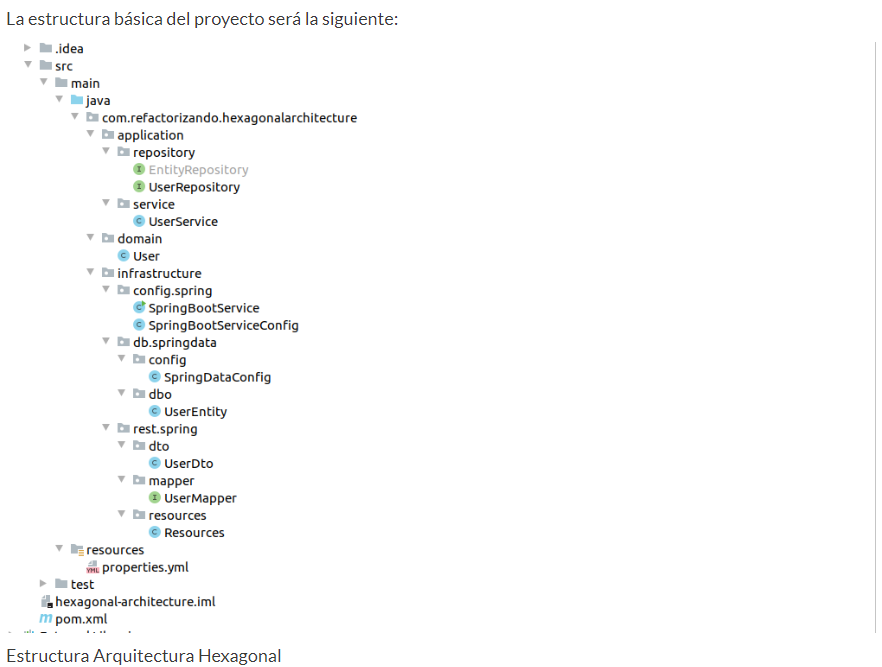 La estructura básica del proyecto será la siguiente:
.idea
src
main
java
com.refactorizando.hexagonalarchitecture
application
repository
I EntityRepository
I UserRepository
service
C UserService
domain
C User
infrastructure
config.spring
C SpringBootService
C SpringBootServiceConfig
db.springdata
config
C SpringDataConfig
dbo
C UserEntity
rest.spring
dto
C UserDto
mapper
I UserMapper
resources
C Resources
resources
YML properties.yml
test
hexagonal-architecture.iml
m pom.xml
Estructura Arquitectura Hexagonal